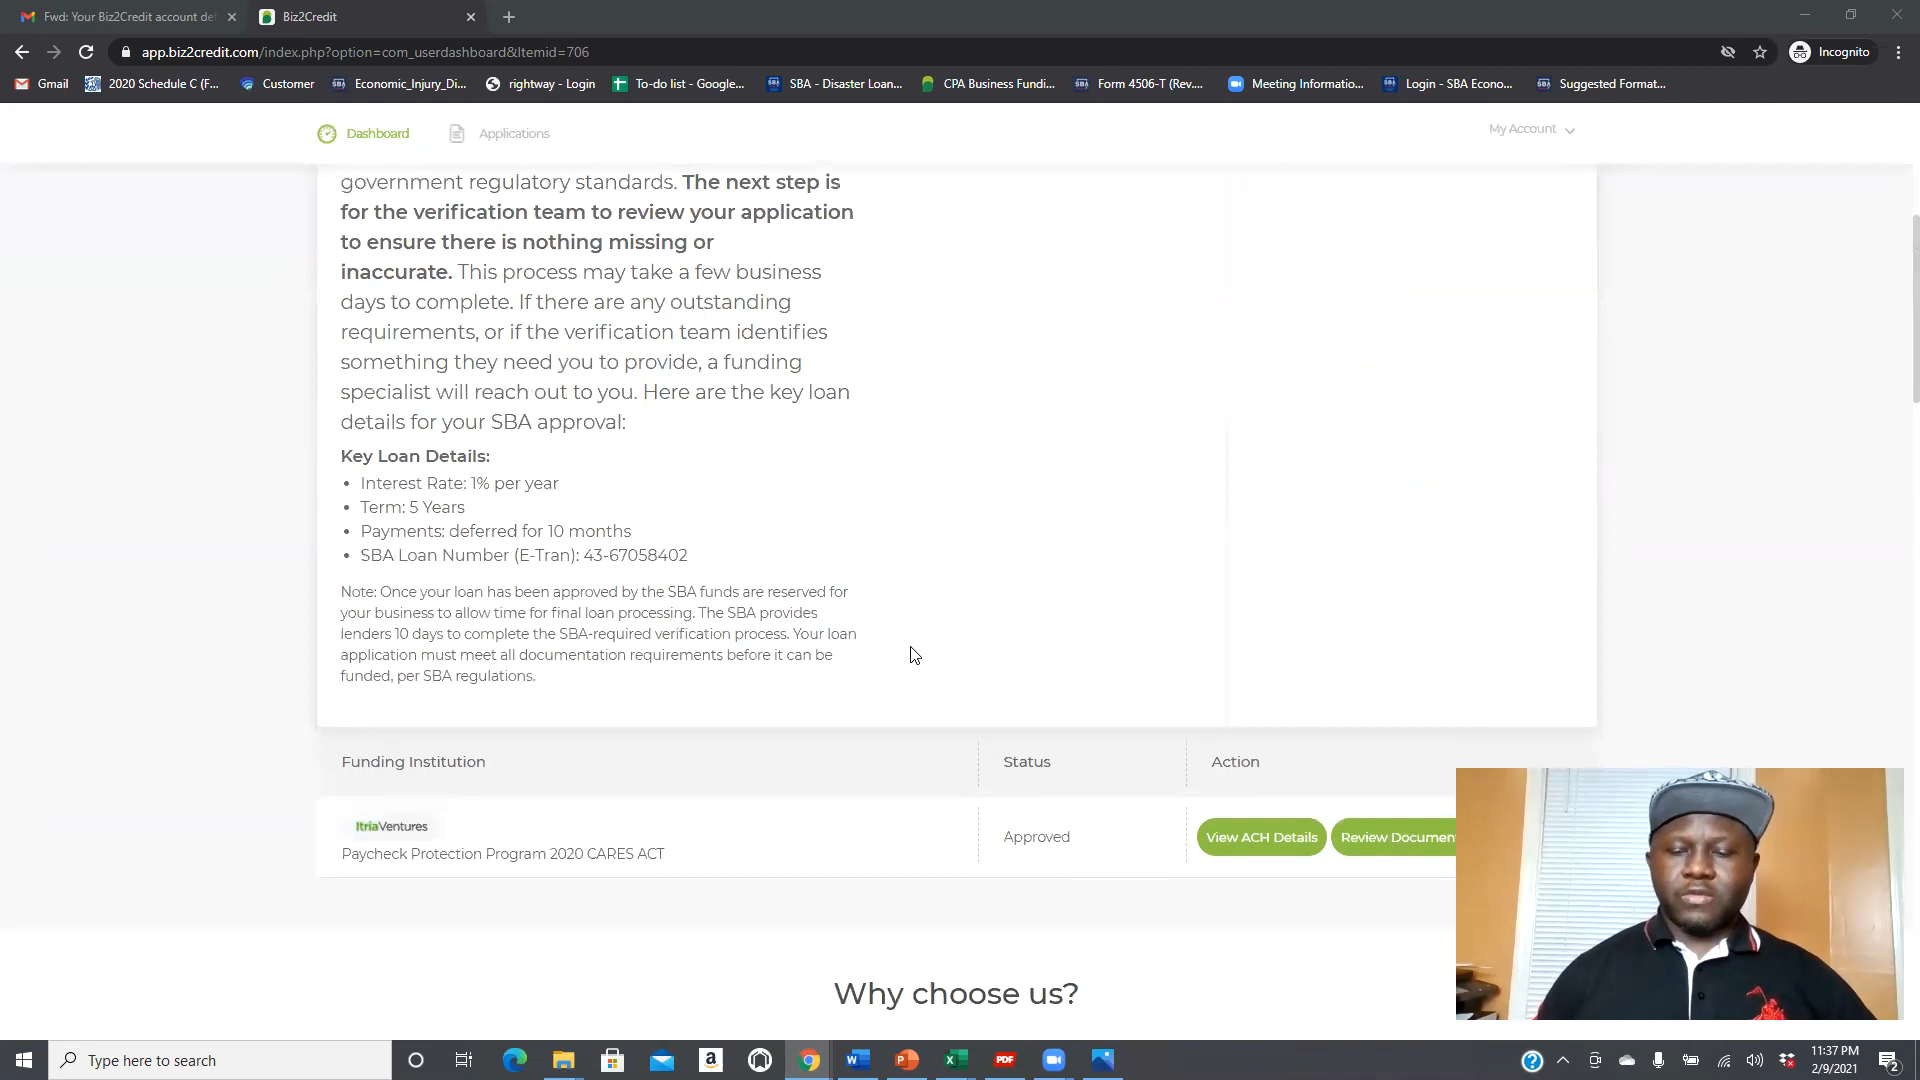 Fwd: Your Biz2Credit account det
Biz2Credit
app.biz2credit.com/index.php?option=com_userdashboard&Itemid=706
Incognito
Gmail
2020 Schedule C (F...
Customer
Economic_Injury_Di...
rightway - Login
To-do list - Google...
SBA - Disaster Loan...
CPA Business Fundi...
Form 4506-T (Rev....
Meeting Informatio...
Login - SBA Econo...
Suggested Format...
Dashboard
Applications
My Account
government regulatory standards. The next step is
for the verification team to review your application
to ensure there is nothing missing or
inaccurate. This process may take a few business
days to complete. If there are any outstanding
requirements, or if the verification team identifies
something they need you to provide, a funding
specialist will reach out to you. Here are the key loan
details for your SBA approval:
Key Loan Details:
• Interest Rate: 1% per year
• Term: 5 Years
• Payments: deferred for 10 months
• SBA Loan Number (E-Tran): 43-67058402
Note: Once your loan has been approved by the SBA funds are reserved for
your business to allow time for final loan processing. The SBA provides
lenders 10 days to complete the SBA-required verification process. Your loan
application must meet all documentation requirements before it can be
funded, per SBA regulations.
Funding Institution
Status
Action
ItriaVentures
Paycheck Protection Program 2020 CARES ACT
Approved
View ACH Details
Review Documen
Why choose us?
Type here to search
11:37 PM
2/9/2021
2